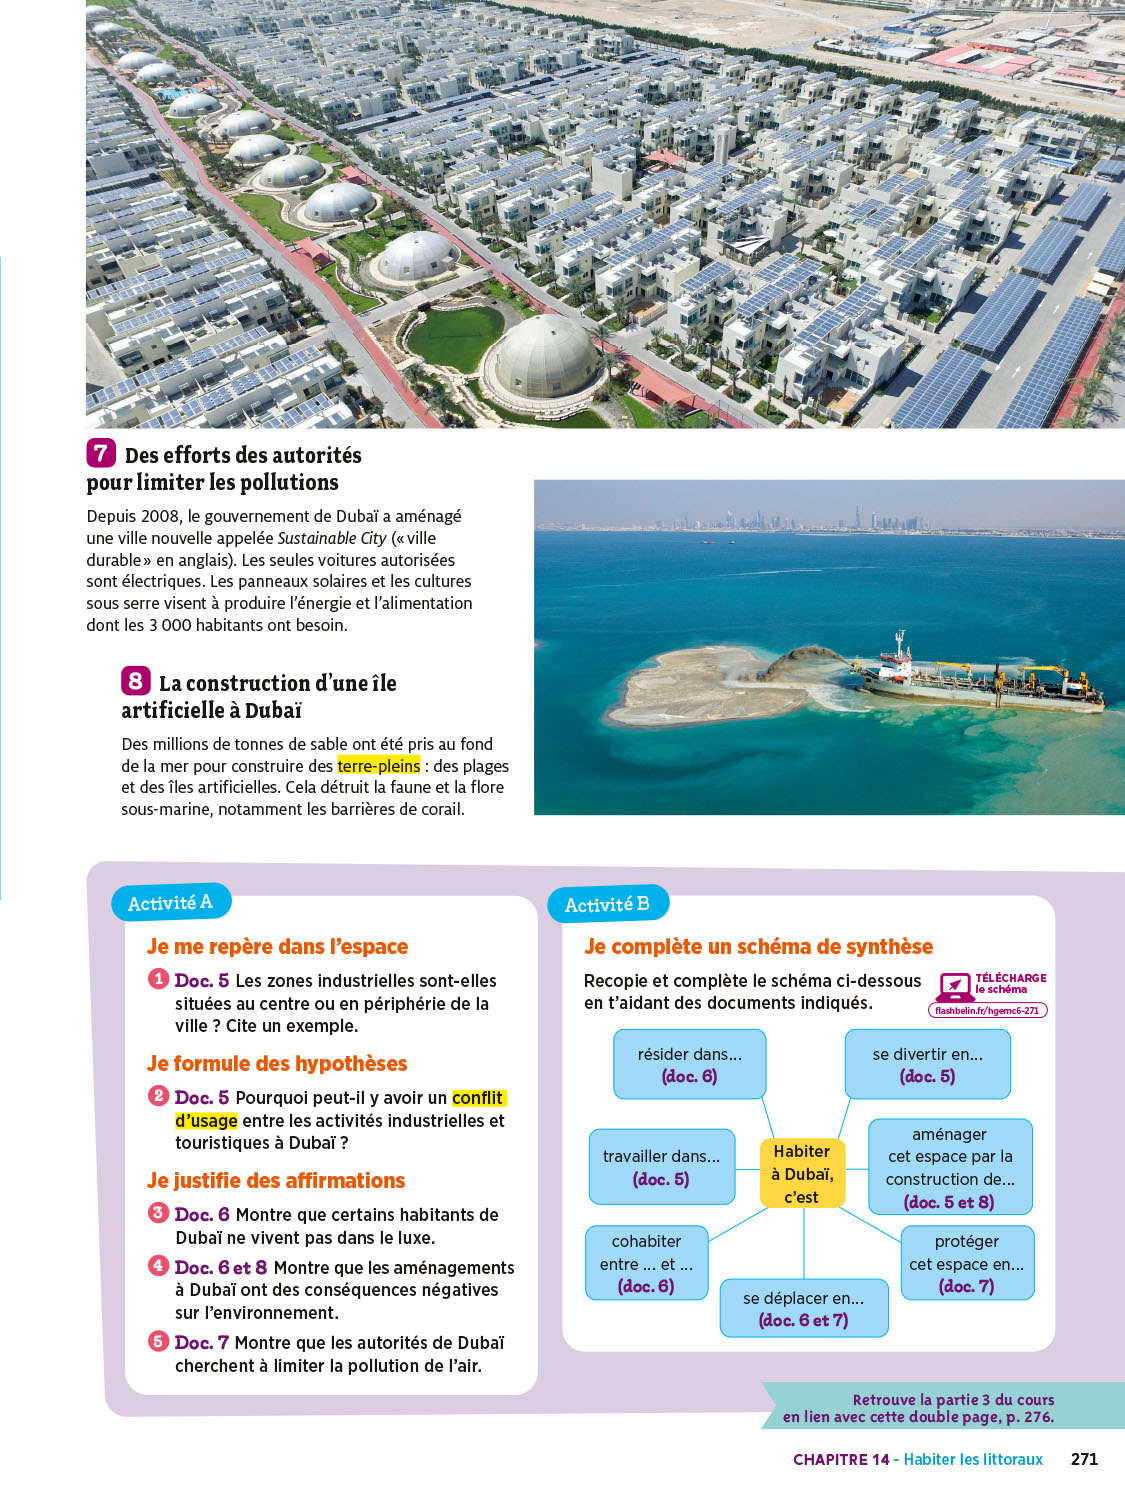 7 Des efforts des autorités
pour limiter les pollutions
Depuis 2008, le gouvernement de Dubaï a aménagé
une ville nouvelle appelée Sustainable City (« ville
durable » en anglais). Les seules voitures autorisées
sont électriques. Les panneaux solaires et les cultures
sous serre visent à produire l’énergie et l’alimentation
dont les 3 000 habitants ont besoin.
8 La construction d’une île
artificielle à Dubaï
Des millions de tonnes de sable ont été pris au fond
de la mer pour construire des terre-pleins : des plages
et des îles artificielles. Cela détruit la faune et la flore
sous-marine, notamment les barrières de corail.
Activité A
Je me repère dans l’espace
1 Doc. 5 Les zones industrielles sont-elles
situées au centre ou en périphérie de la
ville ? Cite un exemple.
Je formule des hypothèses
2 Doc. 5 Pourquoi peut-il y avoir un conflit
d’usage entre les activités industrielles et
touristiques à Dubaï ?
Je justifie des affirmations
3 Doc. 6 Montre que certains habitants de
Dubaï ne vivent pas dans le luxe.
4 Doc. 6 et 8 Montre que les aménagements
à Dubaï ont des conséquences négatives
sur l’environnement.
5 Doc. 7 Montre que les autorités de Dubaï
cherchent à limiter la pollution de l’air.
Activité B
Je complète un schéma de synthèse
Recopie et complète le schéma ci-dessous
en t’aidant des documents indiqués.
TÉLÉCHARGE
le schéma
flashbelin.fr/hgemc6-271
résider dans...
(doc. 6)
se divertir en...
(doc. 5)
travailler dans...
(doc. 5)
Habiter
à Dubaï,
c’est
aménager
cet espace par la
construction de...
(doc. 5 et 8)
cohabiter
entre ... et ...
(doc. 6)
protéger
cet espace en...
(doc. 7)
se déplacer en...
(doc. 6 et 7)
Retrouve la partie 3 du cours
en lien avec cette double page, p. 276.
CHAPITRE 14 - Habiter les littoraux 271